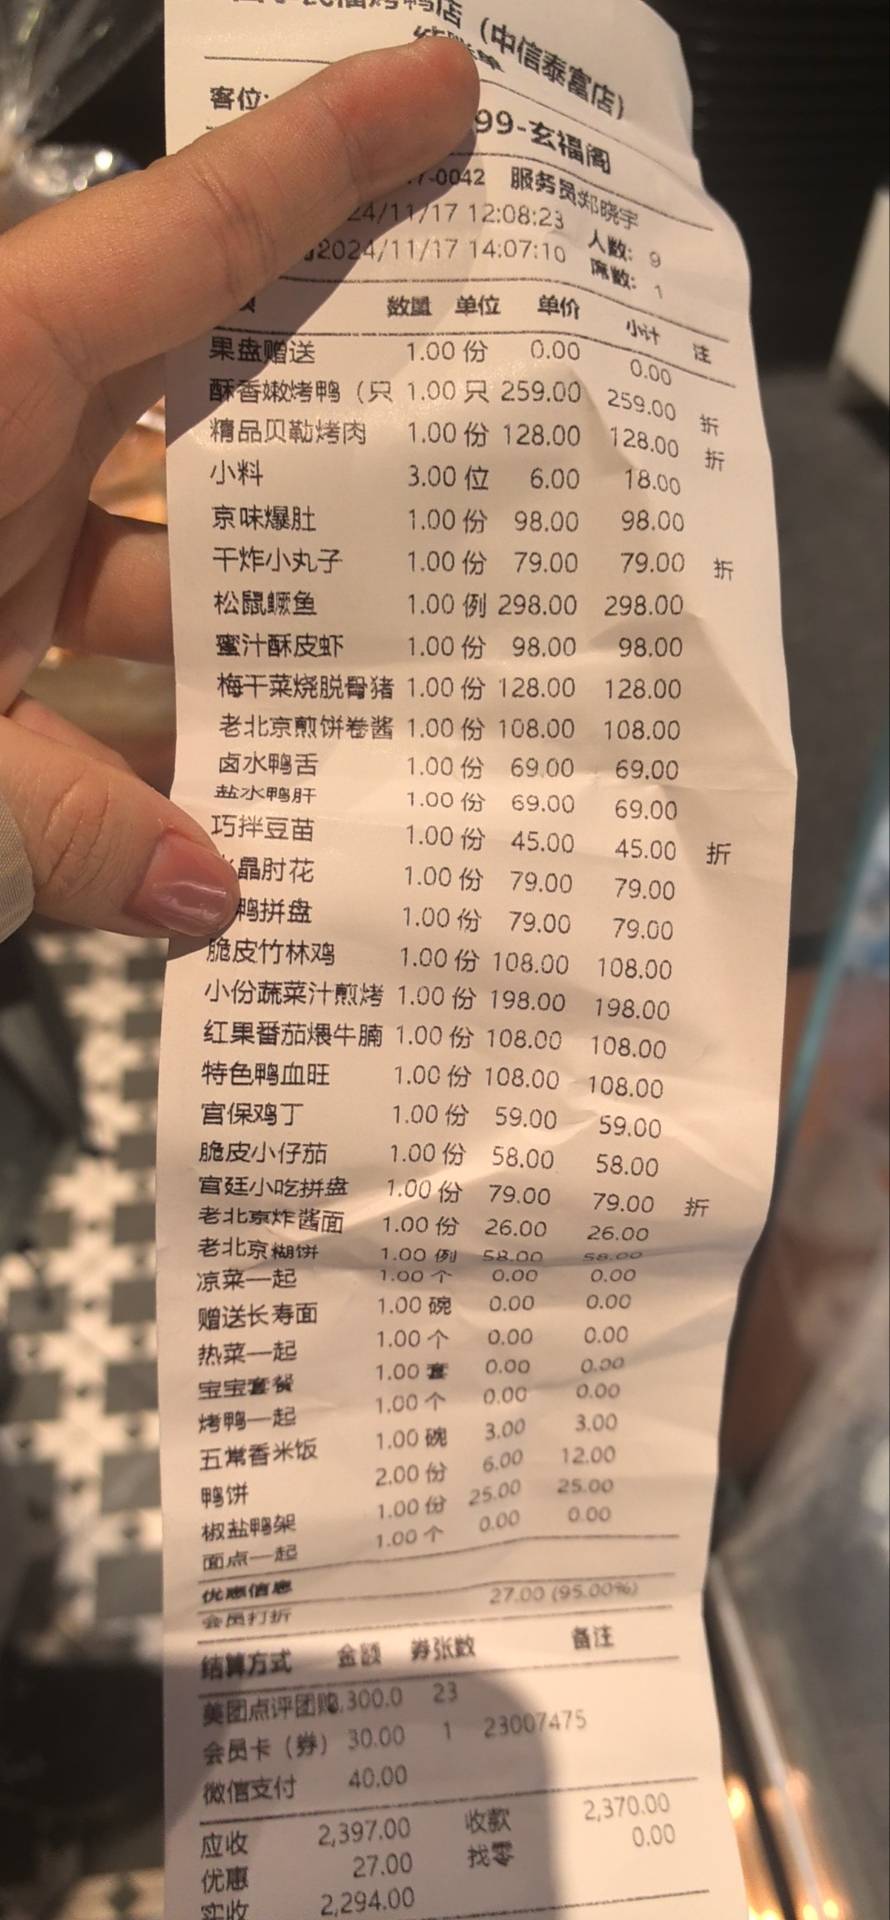 店（中信泰富店）
客位:
99-玄福阁
7-0042 服务员郑晓宇
24/11/17 12:08:23 人数: 9
2024/11/17 14:07:10 席数: 1
数量 单位 单价 小计 注
果盘赠送 1.00 份 0.00 0.00
酥香嫩烤鸭（只 1.00 只 259.00 259.00 折
精品贝勒烤肉 1.00 份 128.00 128.00 折
小料 3.00 位 6.00 18.00
京味爆肚 1.00 份 98.00 98.00
干炸小丸子 1.00 份 79.00 79.00 折
松鼠鳜鱼 1.00 例 298.00 298.00
蜜汁酥皮虾 1.00 份 98.00 98.00
梅干菜烧脱骨猪 1.00 份 128.00 128.00
老北京煎饼卷酱 1.00 份 108.00 108.00
卤水鸭舌 1.00 份 69.00 69.00
盐水鸭肝 1.00 份 69.00 69.00
巧拌豆苗 1.00 份 45.00 45.00 折
晶肘花 1.00 份 79.00 79.00
鸭拼盘 1.00 份 79.00 79.00
脆皮竹林鸡 1.00 份 108.00 108.00
小份蔬菜汁煎烤 1.00 份 198.00 198.00
红果番茄煨牛腩 1.00 份 108.00 108.00
特色鸭血旺 1.00 份 108.00 108.00
宫保鸡丁 1.00 份 59.00 59.00
脆皮小仔茄 1.00 份 58.00 58.00
宫廷小吃拼盘 1.00 份 79.00 79.00 折
老北京炸酱面 1.00 份 26.00 26.00
老北京糊饼 1.00 例 58.00 58.00
凉菜一起 1.00 个 0.00 0.00
赠送长寿面 1.00 碗 0.00 0.00
热菜一起 1.00 个 0.00 0.00
宝宝套餐 1.00 套 0.00 0.00
烤鸭一起 1.00 个 0.00 0.00
五常香米饭 1.00 碗 3.00 3.00
鸭饼 2.00 份 6.00 12.00
椒盐鸭架 1.00 份 25.00 25.00
面点一起 1.00 个 0.00 0.00
优惠信息
会员打折 27.00 (95.00%)
结算方式 金额 券张数 备注
美团点评团购,300.0 23
会员卡（券） 30.00 1 23007475
微信支付 40.00
应收 2,397.00 收款 2,370.00
优惠 27.00 找零 0.00
实收 2,294.00